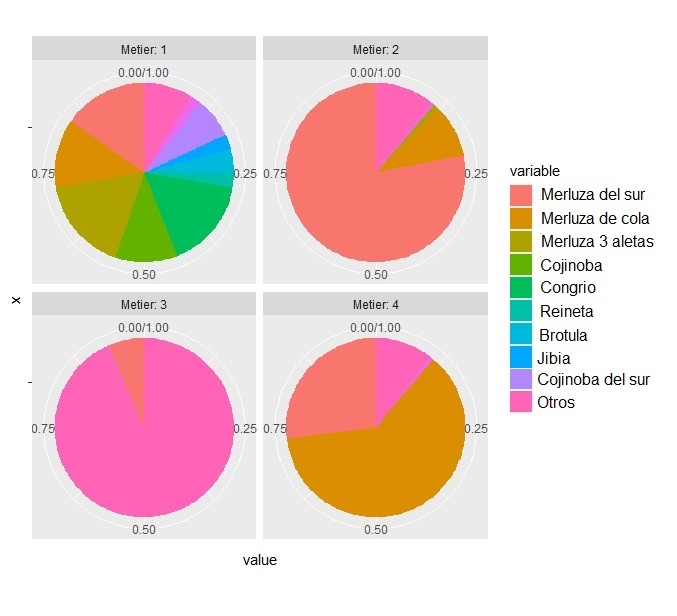 Metier: 1
Metier: 2
0.00/1.00
0.00/1.00
0.75
0.25
0.75
0.25
0.50
0.50
Metier: 3
Metier: 4
0.00/1.00
0.00/1.00
0.75
0.25
0.75
0.25
0.50
0.50
x
value
variable
Merluza del sur
Merluza de cola
Merluza 3 aletas
Cojinoba
Congrio
Reineta
Brotula
Jibia
Cojinoba del sur
Otros